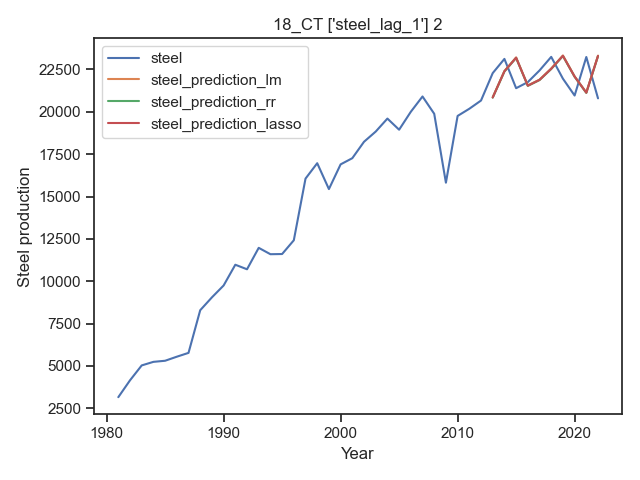 18_CT ['steel_lag_1'] 2
steel
steel_prediction_lm
steel_prediction_rr
steel_prediction_lasso
Steel production
22500
20000
17500
15000
12500
10000
7500
5000
2500
1980 1990 2000 2010 2020
Year